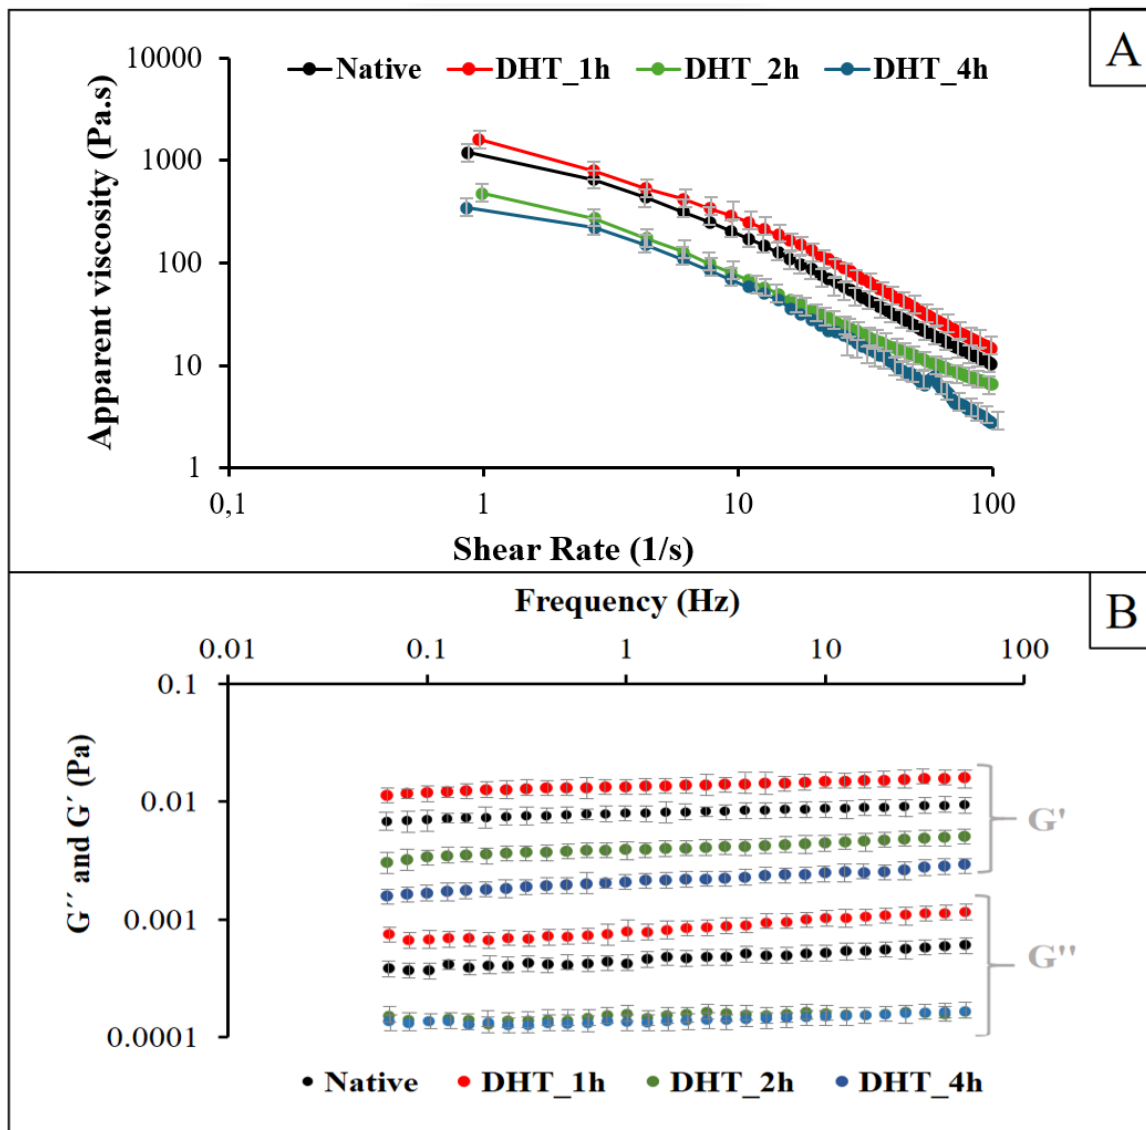 A
Native DHT_1h DHT_2h DHT_4h
10000
1000
100
10
1
Apparent viscosity (Pa.s)
0,1 1 10 100
Shear Rate (1/s)
B
Frequency (Hz)
0.01 0.1 1 10 100
0.1
0.01
0.001
0.0001
G´´ and G´ (Pa)
G'
G''
Native DHT_1h DHT_2h DHT_4h